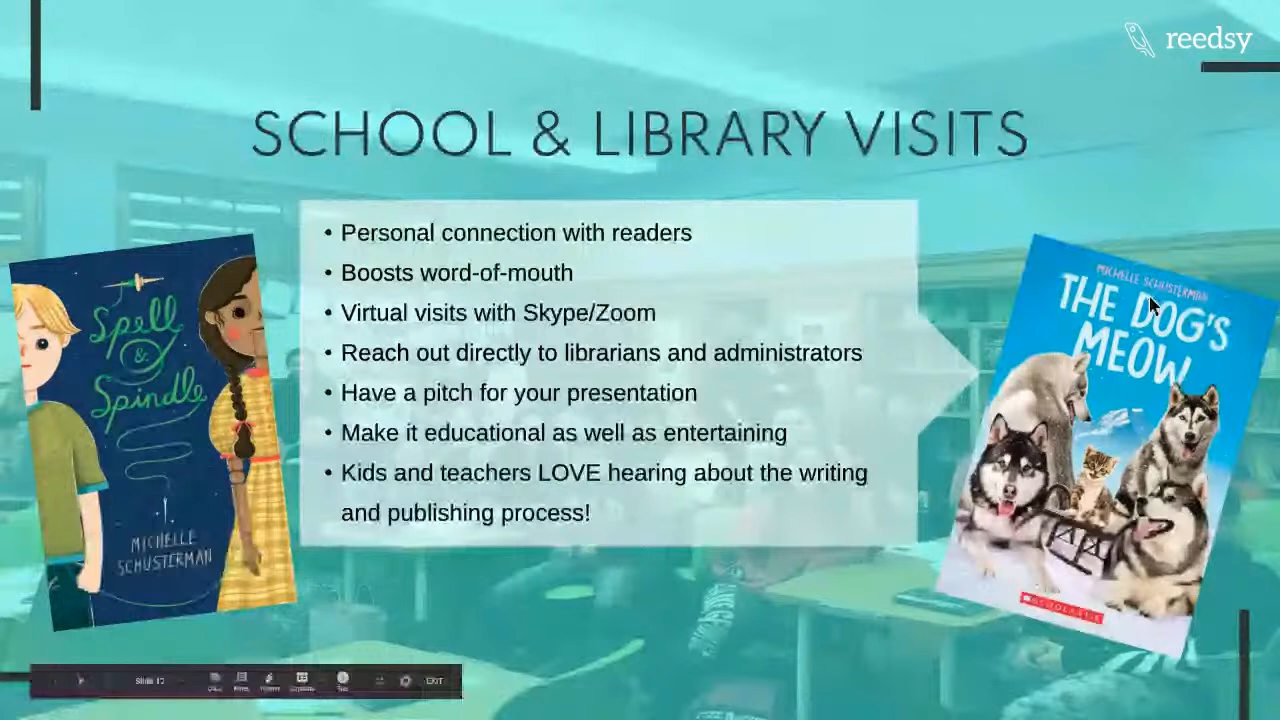 reedsy
SCHOOL & LIBRARY VISITS
• Personal connection with readers
• Boosts word-of-mouth
• Virtual visits with Skype/Zoom
• Reach out directly to librarians and administrators
• Have a pitch for your presentation
• Make it educational as well as entertaining
• Kids and teachers LOVE hearing about the writing
and publishing process!
Spell
&
Spindle
MICHELLE
SCHUSTERMAN
MICHELLE SCHUSTERMAN
THE DOG'S
MEOW
SCHOLASTIC
EXIT